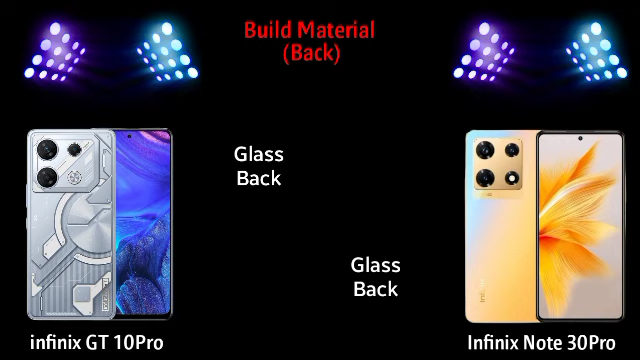 Build Material
(Back)
Glass
Back
Glass
Back
infinix GT 10Pro
Infinix Note 30Pro